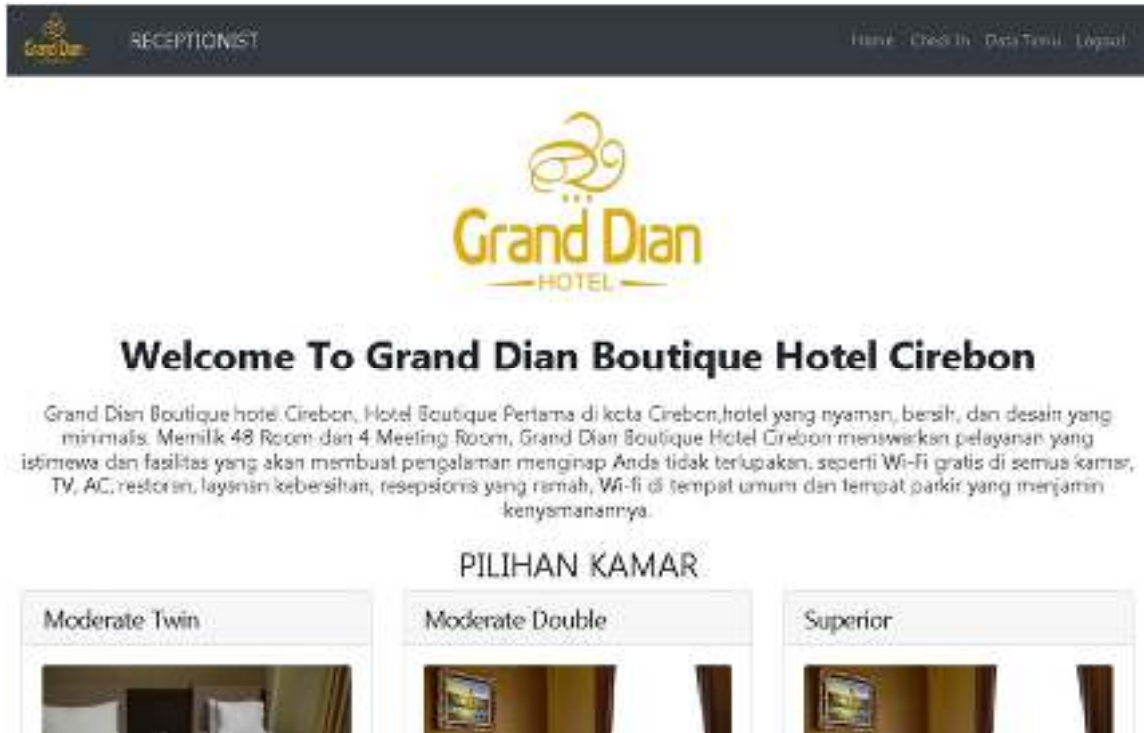 Grand Dian
RECEPTIONIST
Home Check In Data Tamu Logout
Grand Dian
HOTEL
Welcome To Grand Dian Boutique Hotel Cirebon
Grand Dian Boutique hotel Cirebon, Hotel Boutique Pertama di kota Cirebon,hotel yang nyaman, bersih, dan desain yang
minimalis. Memilik 48 Room dan 4 Meeting Room, Grand Dian Boutique Hotel Cirebon menawarkan pelayanan yang
istimewa dan fasilitas yang akan membuat pengalaman menginap Anda tidak terlupakan, seperti Wi-Fi gratis di semua kamar,
TV, AC, restoran, layanan kebersihan, resepsionis yang ramah, Wi-fi di tempat umum dan tempat parkir yang menjamin
kenyamanannya.
PILIHAN KAMAR
Moderate Twin
Moderate Double
Superior